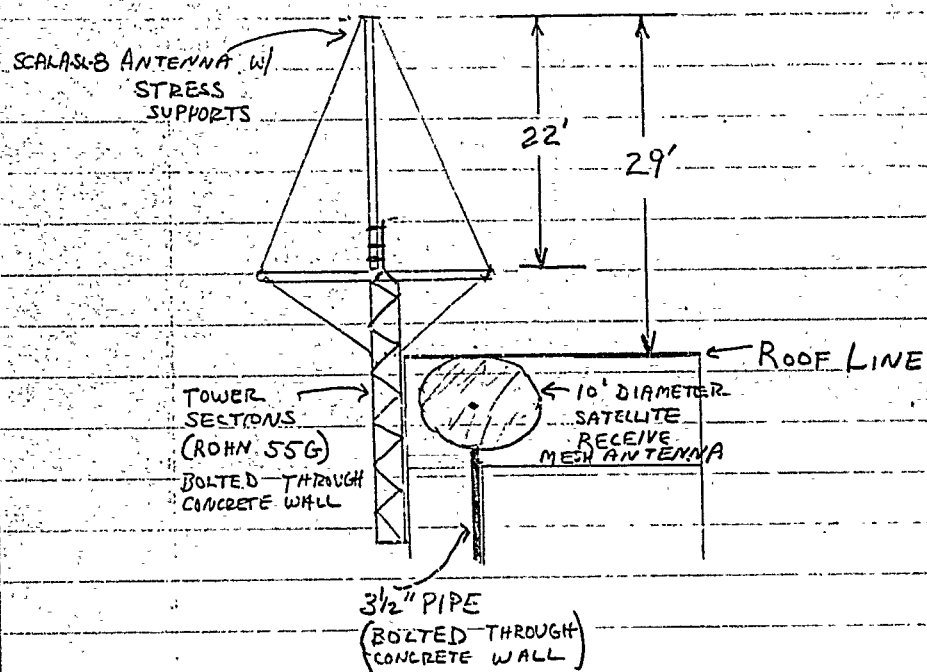 SCALA SL-8 ANTENNA W/
STRESS
SUPPORTS
22'
29'
ROOF LINE
TOWER
SECTIONS
(ROHN 55G)
BOLTED THROUGH
CONCRETE WALL
10' DIAMETER
SATELLITE
RECEIVE
MESH ANTENNA
3½" PIPE
(BOLTED THROUGH
CONCRETE WALL)